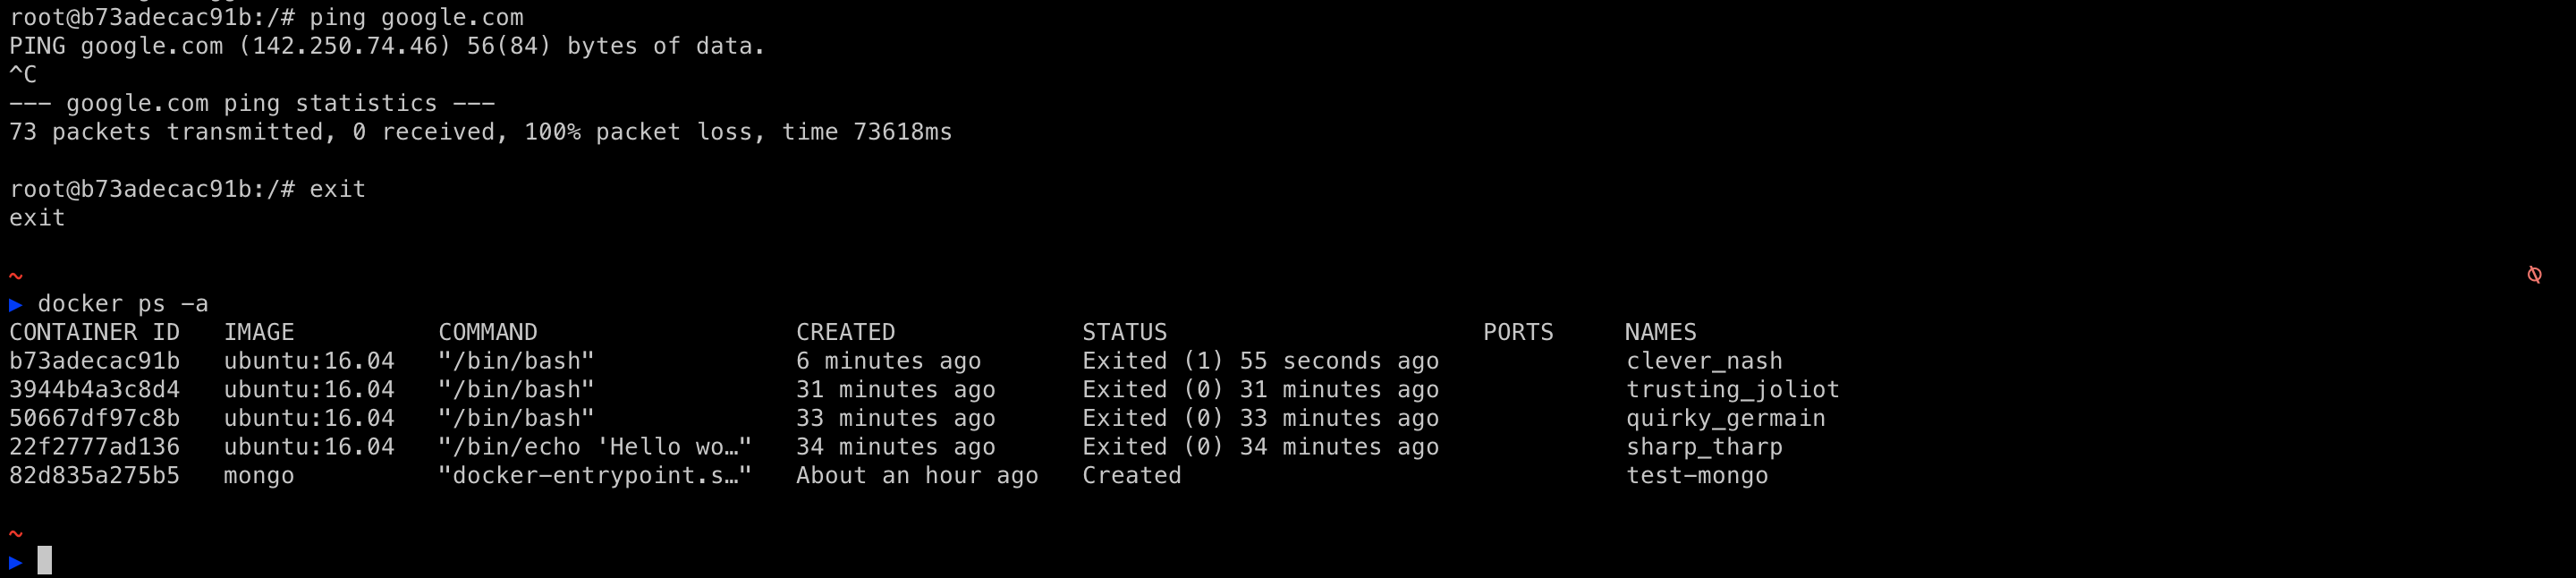 root@b73adecac91b:/# ping google.com
PING google.com (142.250.74.46) 56(84) bytes of data.
^C
--- google.com ping statistics ---
73 packets transmitted, 0 received, 100% packet loss, time 73618ms
root@b73adecac91b:/# exit
exit
~
▶ docker ps -a
CONTAINER ID   IMAGE          COMMAND                  CREATED             STATUS                      PORTS     NAMES
b73adecac91b   ubuntu:16.04   "/bin/bash"              6 minutes ago       Exited (1) 55 seconds ago             clever_nash
3944b4a3c8d4   ubuntu:16.04   "/bin/bash"              31 minutes ago      Exited (0) 31 minutes ago             trusting_joliot
50667df97c8b   ubuntu:16.04   "/bin/bash"              33 minutes ago      Exited (0) 33 minutes ago             quirky_germain
22f2777ad136   ubuntu:16.04   "/bin/echo 'Hello wo…"   34 minutes ago      Exited (0) 34 minutes ago             sharp_tharp
82d835a275b5   mongo          "docker-entrypoint.s…"   About an hour ago   Created                               test-mongo
~
▶